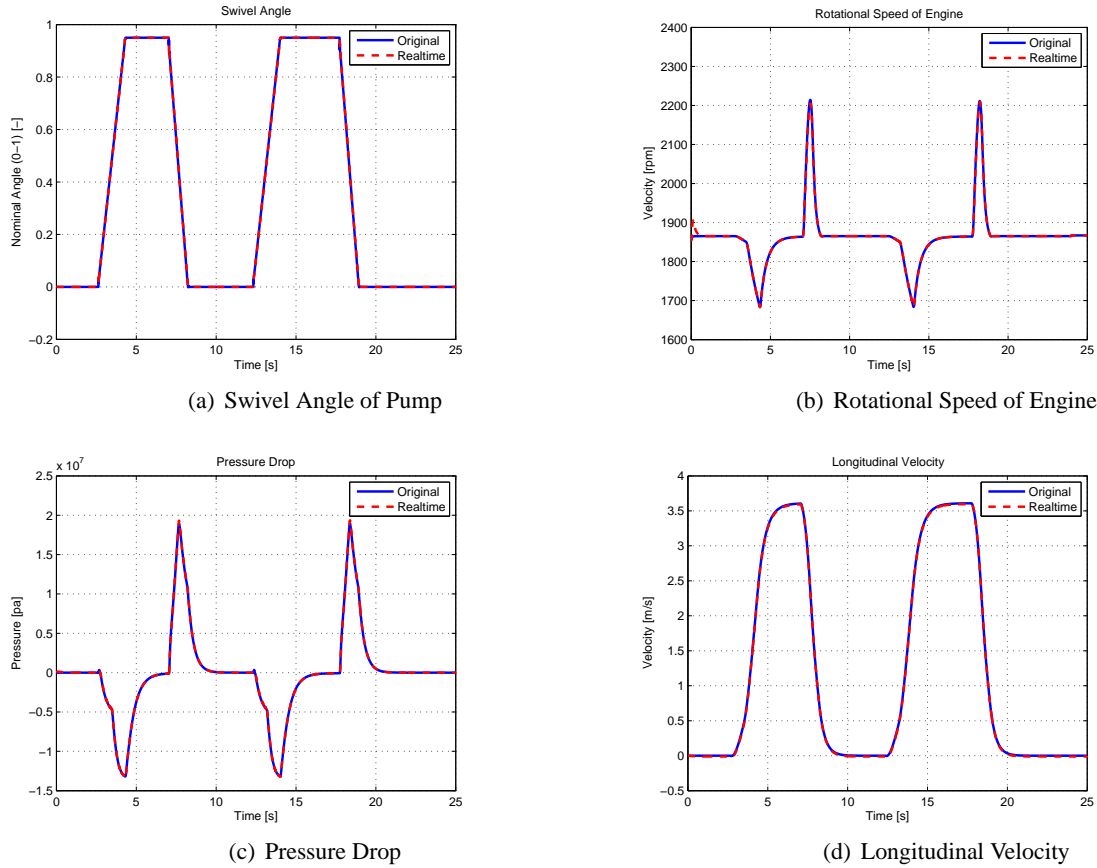 Swivel Angle
1
0.8
0.6
0.4
0.2
0
−0.2
Nominal Angle (0−1) [−]
Original
Realtime
0 5 10 15 20 25
Time [s]
(a) Swivel Angle of Pump
Rotational Speed of Engine
2400
2300
2200
2100
2000
1900
1800
1700
1600
Velocity [rpm]
Original
Realtime
0 5 10 15 20 25
Time [s]
(b) Rotational Speed of Engine
x 10^7
Pressure Drop
2.5
2
1.5
1
0.5
0
−0.5
−1
−1.5
Pressure [pa]
Original
Realtime
0 5 10 15 20 25
Time [s]
(c) Pressure Drop
Longitudinal Velocity
4
3.5
3
2.5
2
1.5
1
0.5
0
−0.5
Velocity [m/s]
Original
Realtime
0 5 10 15 20 25
Time [s]
(d) Longitudinal Velocity